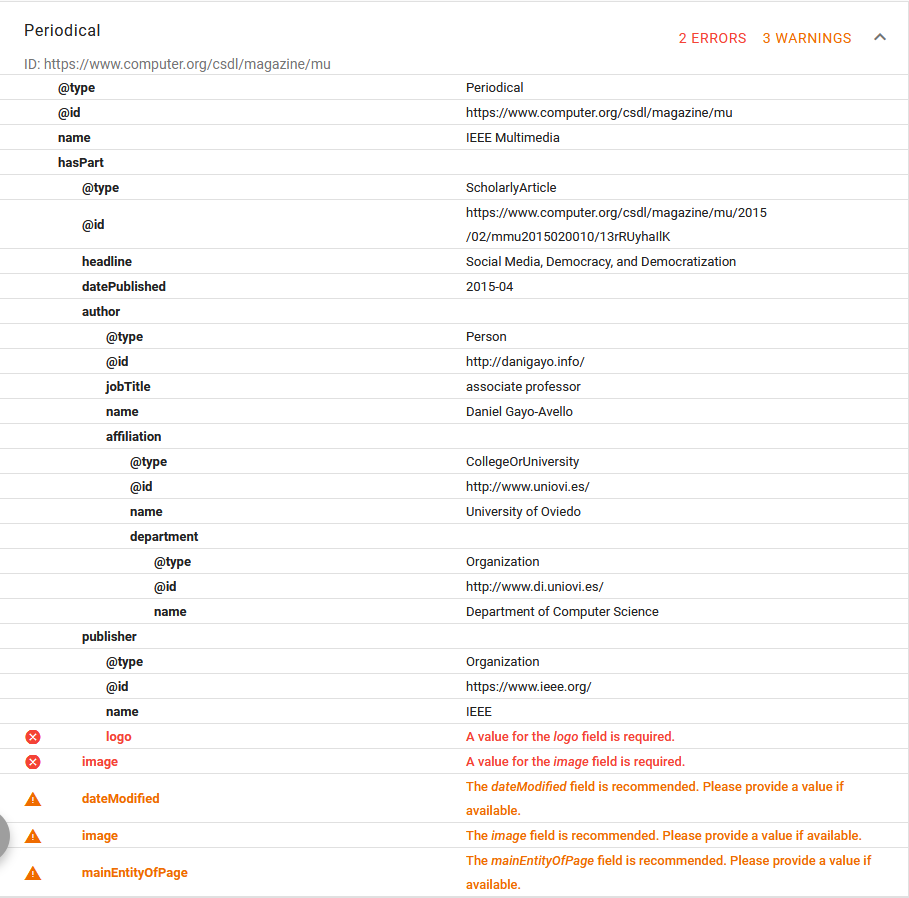 Periodical
2 ERRORS 3 WARNINGS
ID: https://www.computer.org/csdl/magazine/mu
@type Periodical
@id https://www.computer.org/csdl/magazine/mu
name IEEE Multimedia
hasPart
@type ScholarlyArticle
@id https://www.computer.org/csdl/magazine/mu/2015
/02/mmu2015020010/13rRUyhaIlK
headline Social Media, Democracy, and Democratization
datePublished 2015-04
author
@type Person
@id http://danigayo.info/
jobTitle associate professor
name Daniel Gayo-Avello
affiliation
@type CollegeOrUniversity
@id http://www.uniovi.es/
name University of Oviedo
department
@type Organization
@id http://www.di.uniovi.es/
name Department of Computer Science
publisher
@type Organization
@id https://www.ieee.org/
name IEEE
logo A value for the logo field is required.
image A value for the image field is required.
dateModified The dateModified field is recommended. Please provide a value if
available.
image The image field is recommended. Please provide a value if available.
mainEntityOfPage The mainEntityOfPage field is recommended. Please provide a value if
available.